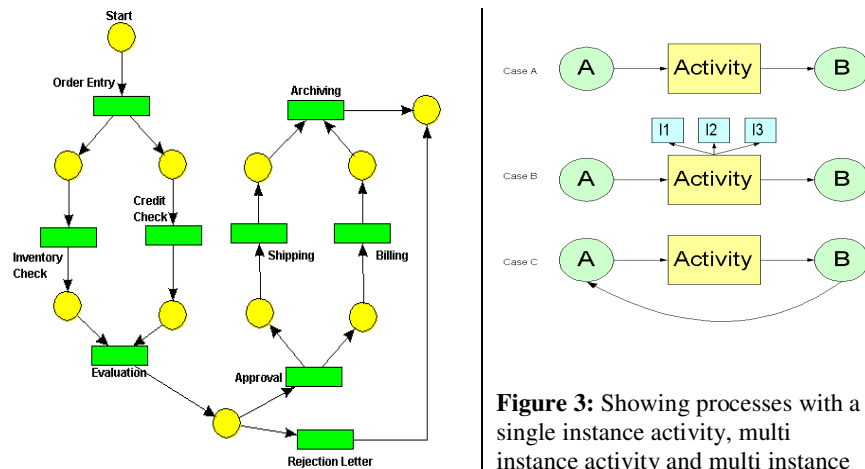 Start
Order Entry
Inventory
Check
Credit
Check
Evaluation
Archiving
Shipping
Billing
Approval
Rejection Letter
Case A
A
Activity
B
I1
I2
I3
Case B
A
Activity
B
Case C
A
Activity
B
Figure 3: Showing processes with a
single instance activity, multi
instance activity and multi instance